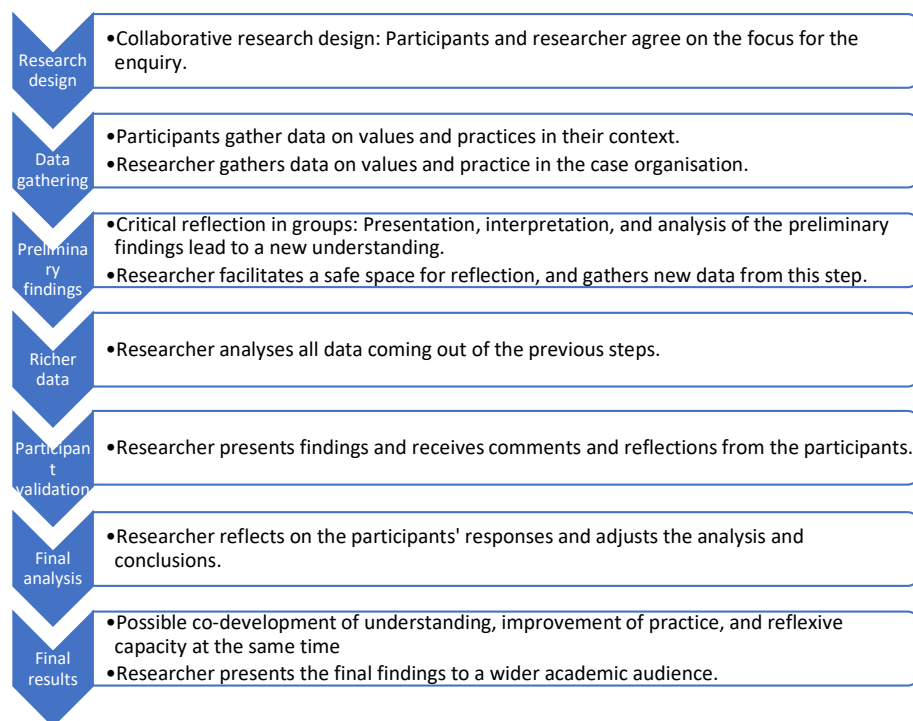 Research
design
•Collaborative research design: Participants and researcher agree on the focus for the
enquiry.
Data
gathering
•Participants gather data on values and practices in their context.
•Researcher gathers data on values and practice in the case organisation.
Prelimina
ry
findings
•Critical reflection in groups: Presentation, interpretation, and analysis of the preliminary
findings lead to a new understanding.
•Researcher facilitates a safe space for reflection, and gathers new data from this step.
Richer
data
•Researcher analyses all data coming out of the previous steps.
Participan
t
validation
•Researcher presents findings and receives comments and reflections from the participants.
Final
analysis
•Researcher reflects on the participants' responses and adjusts the analysis and
conclusions.
Final
results
•Possible co-development of understanding, improvement of practice, and reflexive
capacity at the same time
•Researcher presents the final findings to a wider academic audience.